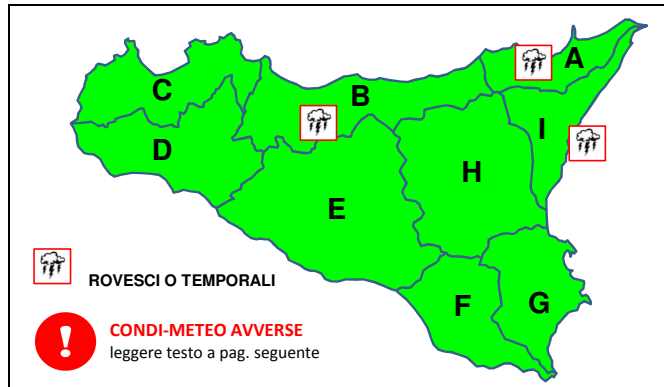 A
C
B
I
D
H
E
F
G
ROVESCI O TEMPORALI
!
CONDI-METEO AVVERSE
leggere testo a pag. seguente